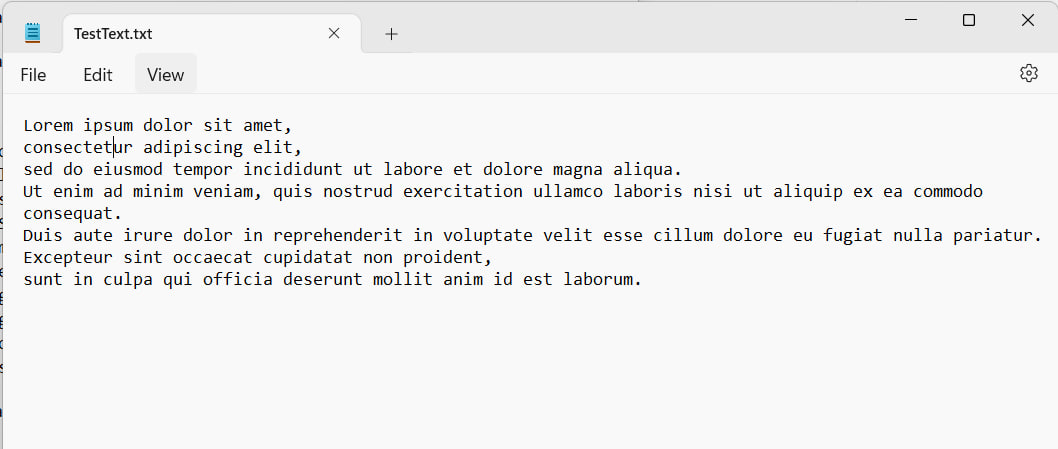 TestText.txt
File Edit View
Lorem ipsum dolor sit amet,
consectetur adipiscing elit,
sed do eiusmod tempor incididunt ut labore et dolore magna aliqua.
Ut enim ad minim veniam, quis nostrud exercitation ullamco laboris nisi ut aliquip ex ea commodo
consequat.
Duis aute irure dolor in reprehenderit in voluptate velit esse cillum dolore eu fugiat nulla pariatur.
Excepteur sint occaecat cupidatat non proident,
sunt in culpa qui officia deserunt mollit anim id est laborum.